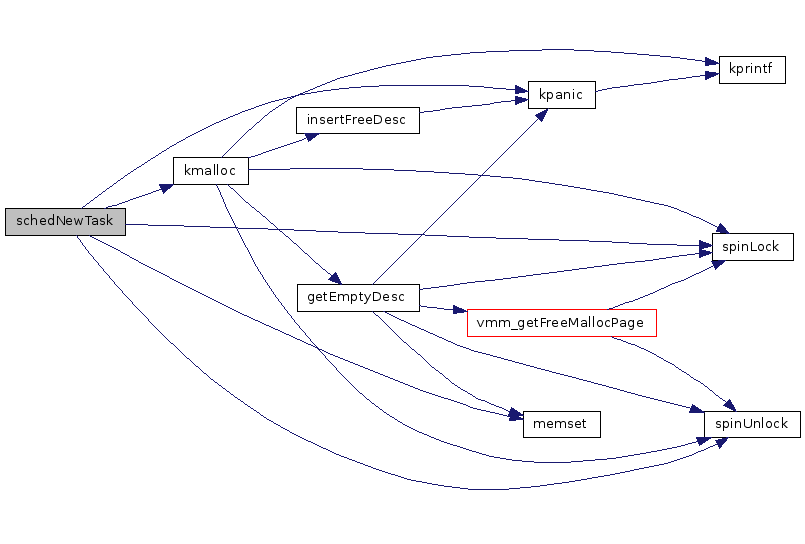 kprintf
kpanic
insertFreeDesc
kmalloc
schedNewTask
spinLock
getEmptyDesc
vmm_getFreeMallocPage
memset
spinUnlock